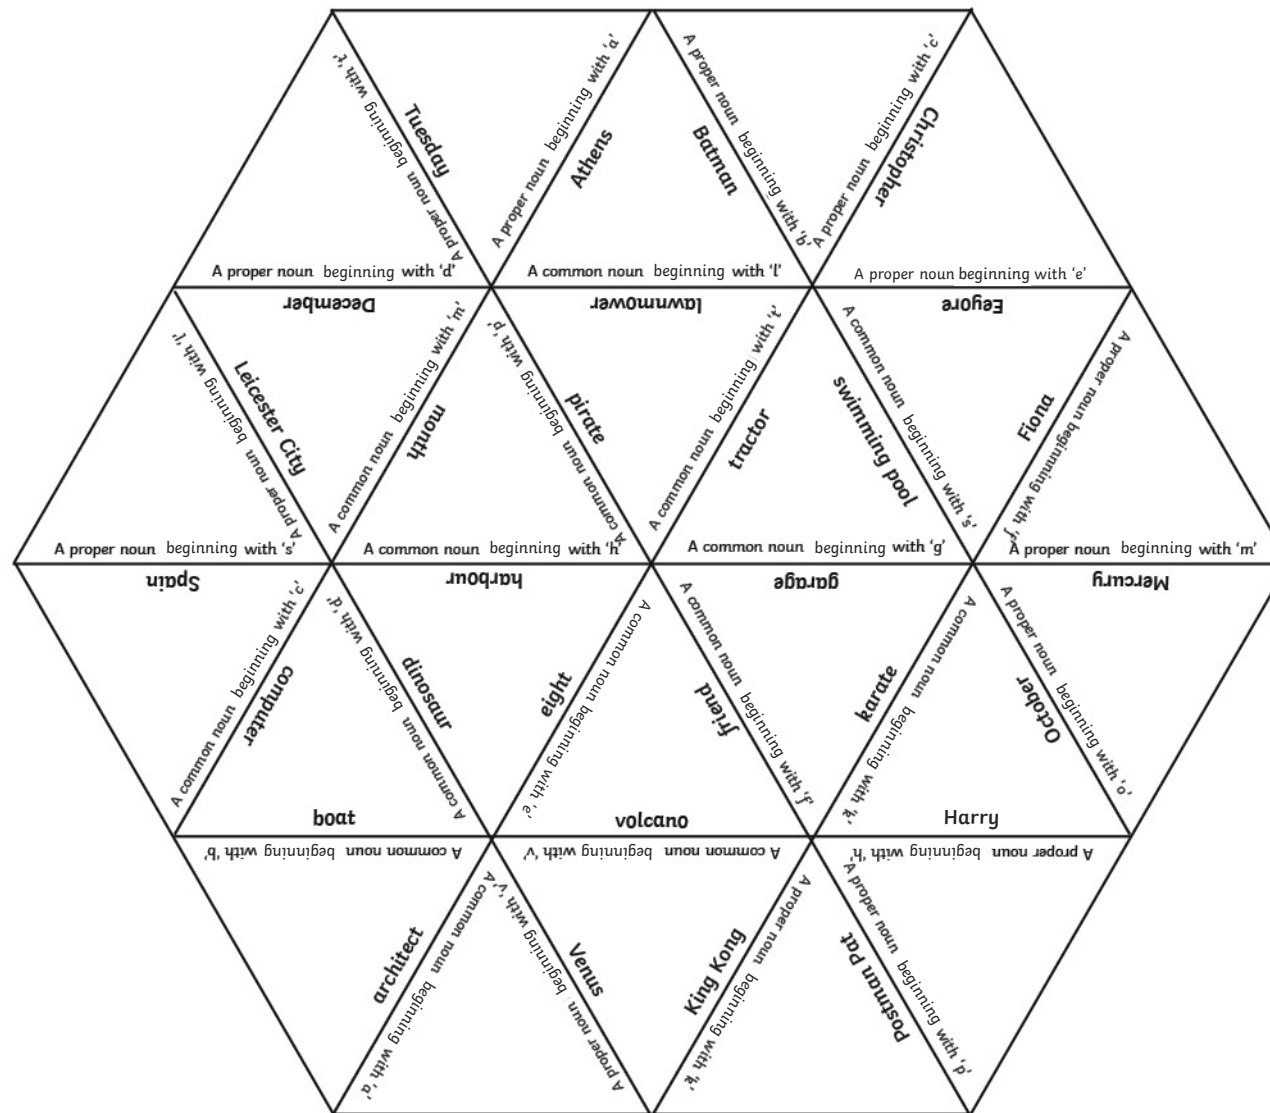 A proper noun beginning with ‘t’
Tuesday
A proper noun beginning with ‘a’
Athens
Batman
A proper noun beginning with ‘b’
A proper noun beginning with ‘c’
Christopher
A proper noun beginning with ‘d’
December
A common noun beginning with ‘l’
lawnmower
A proper noun beginning with ‘e’
Eegore
A proper noun beginning with ‘l’
Leicester City
A common noun beginning with ‘m’
month
A common noun beginning with ‘p’
pirate
A common noun beginning with ‘t’
tractor
swimming pool
A common noun beginning with ‘s’
Fiona
A proper noun beginning with ‘f’
A proper noun beginning with ‘s’
Spain
A common noun beginning with ‘h’
harbour
A common noun beginning with ‘g’
garage
A proper noun beginning with ‘m’
Mercury
A common noun beginning with ‘c’
computer
A common noun beginning with ‘d’
dinosaur
eight
A common noun beginning with ‘e’
friend
A common noun beginning with ‘f’
karate
A common noun beginning with ‘k’
October
A proper noun beginning with ‘o’
boat
A common noun beginning with ‘b’
volcano
A common noun beginning with ‘v’
Harry
A proper noun beginning with ‘h’
architect
A common noun beginning with ‘a’
A proper noun beginning with ‘v’
Venus
King Kong
A proper noun beginning with ‘k’
Postman Pat
A proper noun beginning with ‘p’